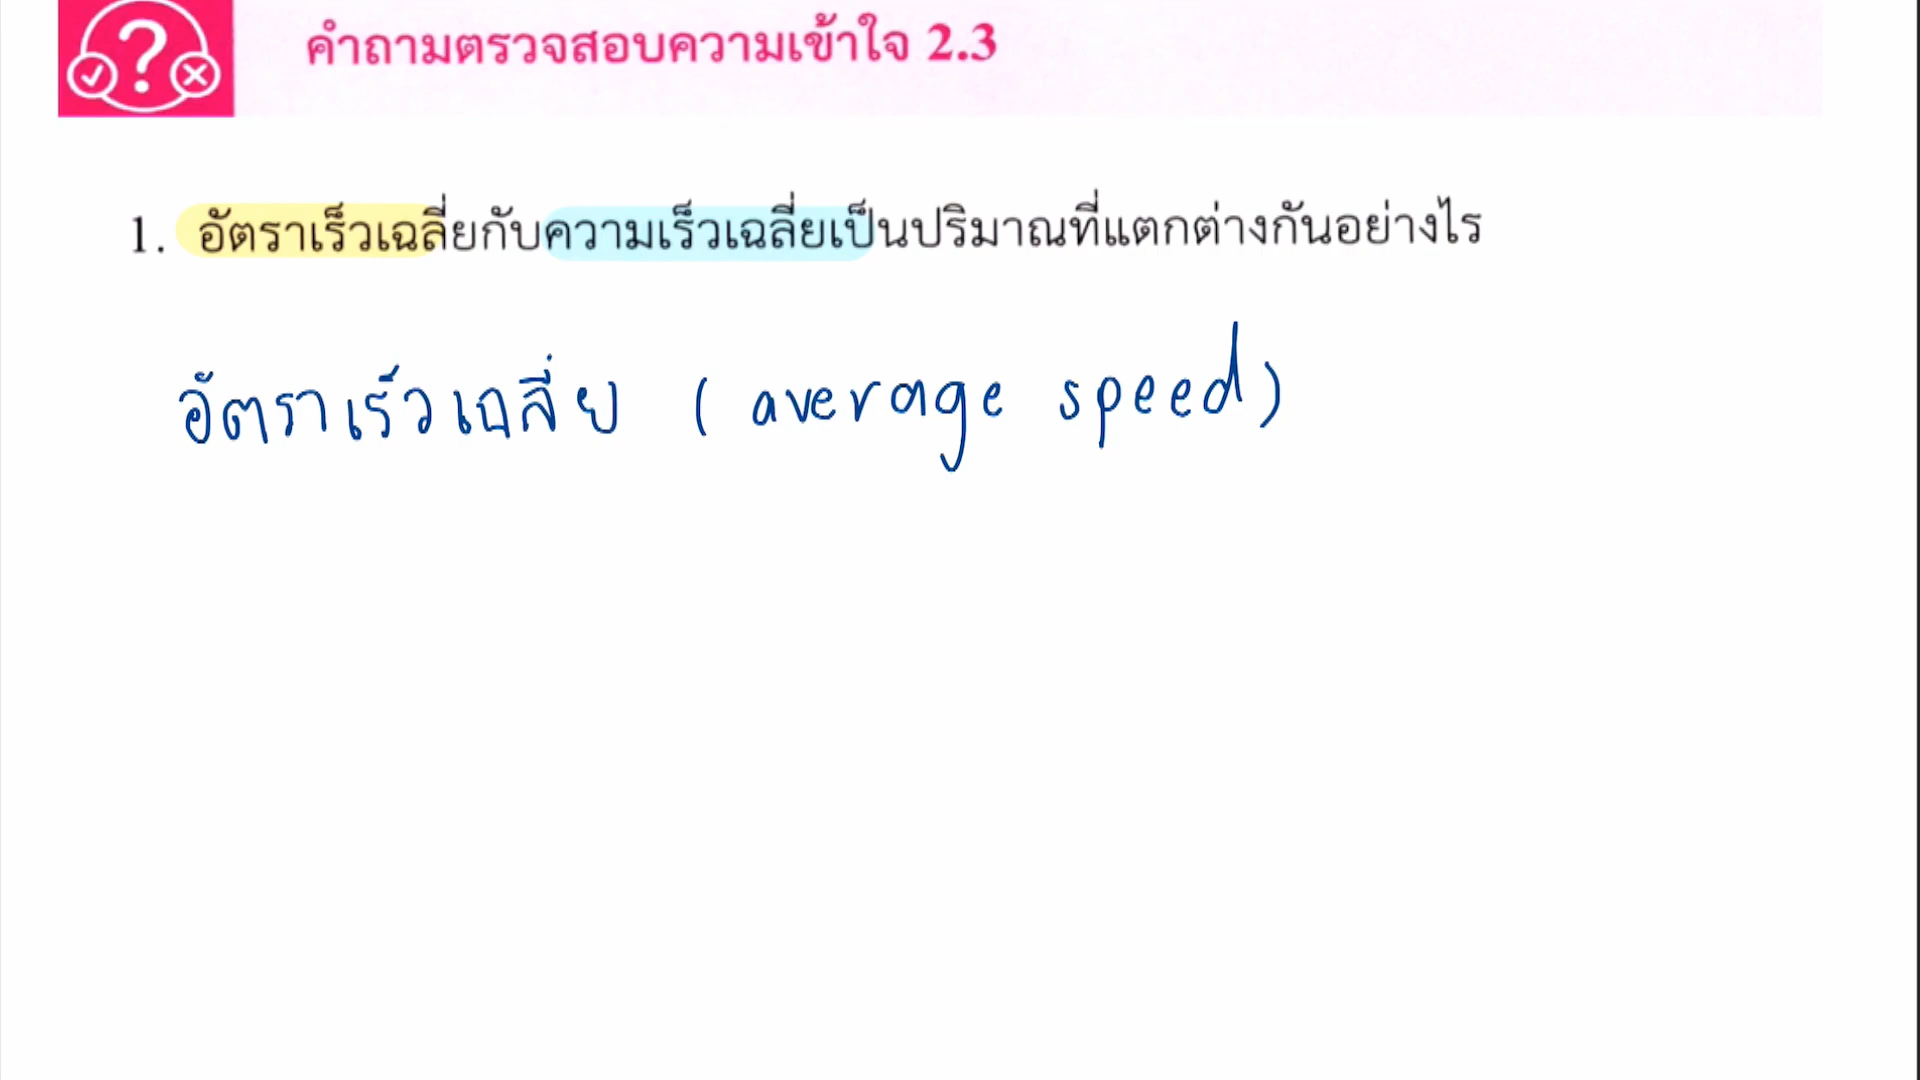 คำถามตรวจสอบความเข้าใจ 2.3
1. อัตราเร็วเฉลี่ยกับความเร็วเฉลี่ยเป็นปริมาณที่แตกต่างกันอย่างไร
อัตราเร็วเฉลี่ย (average speed)